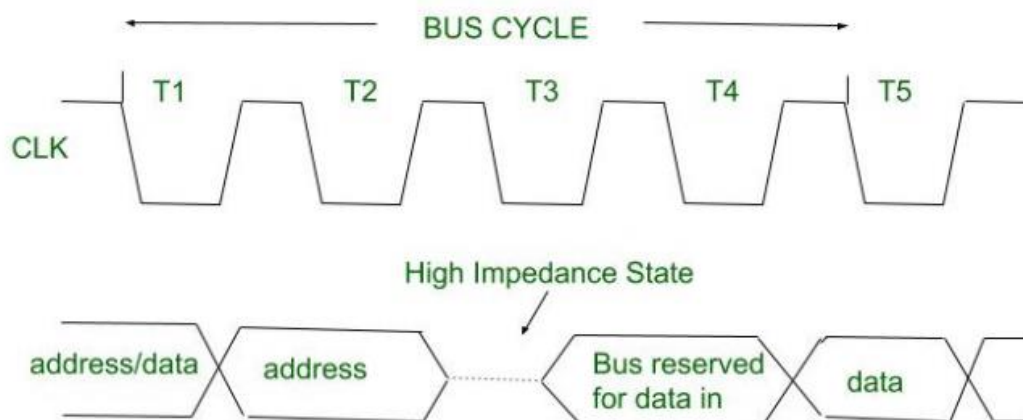 BUS CYCLE
T1 T2 T3 T4 T5
CLK
High Impedance State
address/data address Bus reserved data
for data in